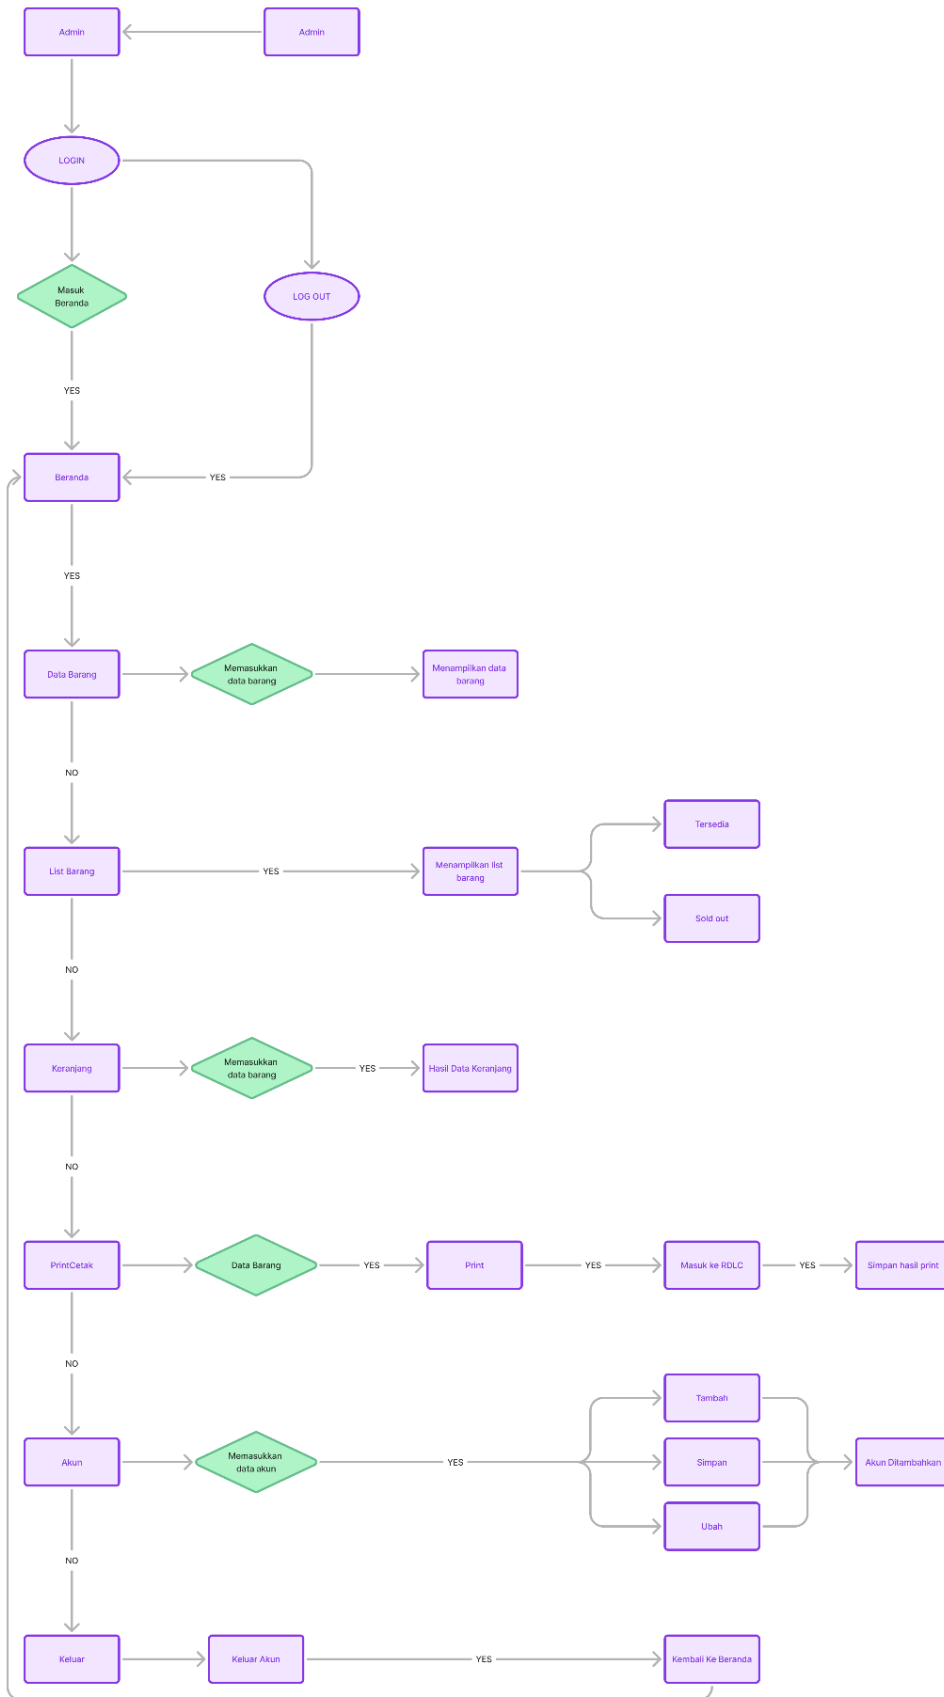 Admin
Admin
LOGIN
Masuk
Beranda
LOG OUT
YES
Beranda
YES
YES
Data Barang
Memasukkan
data barang
Menampilkan data
barang
NO
Tersedia
List Barang
YES
Menampilkan list
barang
Sold out
NO
Keranjang
Memasukkan
data barang
YES
Hasil Data Keranjang
NO
PrintCetak
Data Barang
YES
Print
YES
Masuk ke RDLC
YES
Simpan hasil print
NO
Tambah
Akun
Memasukkan
data akun
YES
Simpan
Akun Ditambahkan
Ubah
NO
Keluar
Keluar Akun
YES
Kembali Ke Beranda